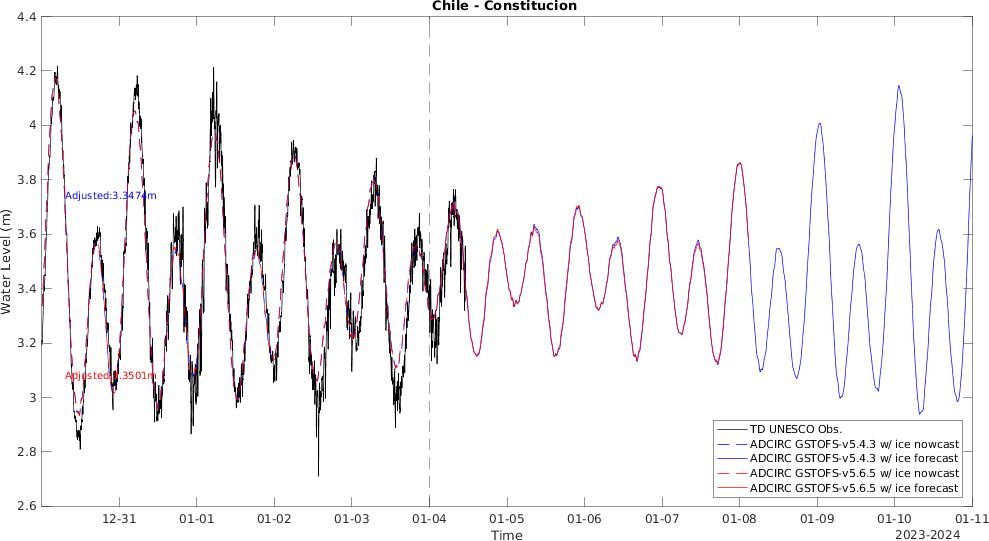 Chile - Constitucion
4.4
4.2
4
3.8
3.6
3.4
3.2
3
2.8
2.6
Water Level (m)
Adjusted:3.3474m
Adjusted:3.3501m
TD UNESCO Obs.
ADCIRC GSTOFS-v5.4.3 w/ ice nowcast
ADCIRC GSTOFS-v5.4.3 w/ ice forecast
ADCIRC GSTOFS-v5.6.5 w/ ice nowcast
ADCIRC GSTOFS-v5.6.5 w/ ice forecast
12-31 01-01 01-02 01-03 01-04 01-05 01-06 01-07 01-08 01-09 01-10 01-11
Time
2023-2024